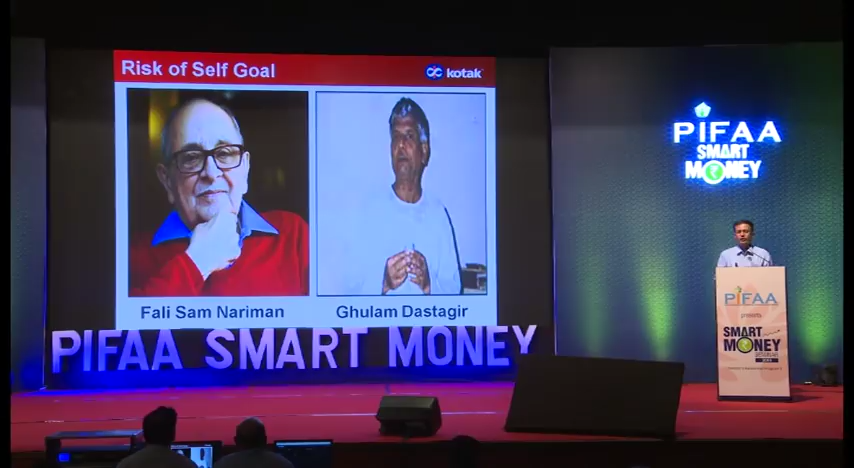 Risk of Self Goal
kotak
Fali Sam Nariman
Ghulam Dastagir
PIFAA SMART MONEY
PIFAA
SMART
MONEY
PIFAA
presents
SMART
MONEY